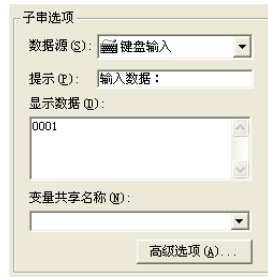 子串选项
数据源(S): 键盘输入
提示(P): 输入数据：
显示数据(D):
0001
变量共享名称(N):
高级选项(A)...